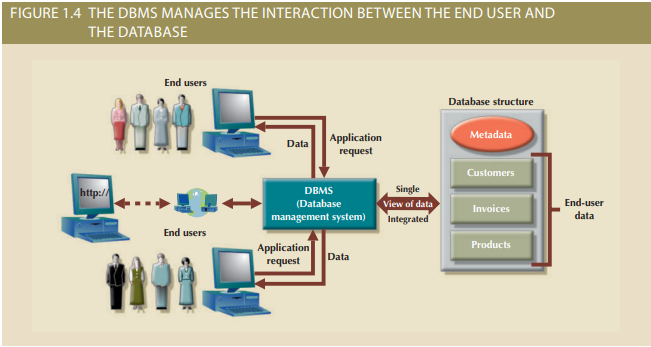 FIGURE 1.4 THE DBMS MANAGES THE INTERACTION BETWEEN THE END USER AND
THE DATABASE
End users
Data
Application
request
http://
End users
DBMS
(Database
management system)
Single
View of data
Integrated
Application
request
Data
Database structure
Metadata
Customers
Invoices
Products
End-user
data